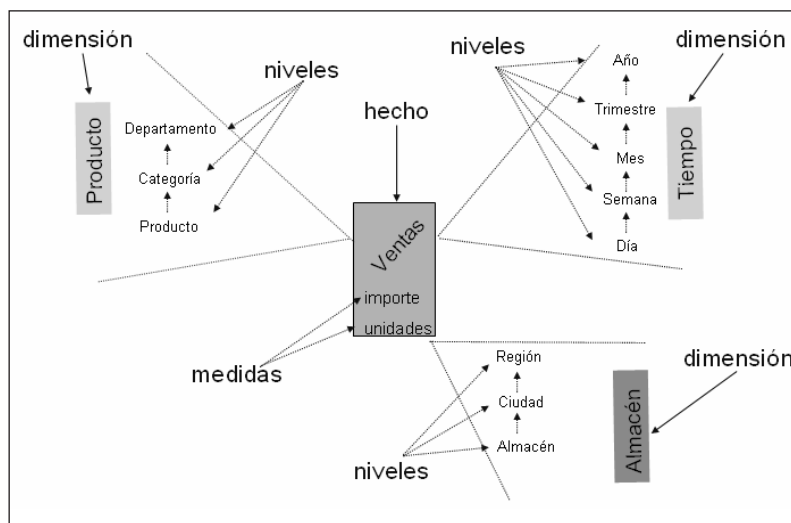 dimensión
niveles
Producto
Departamento
Categoría
Producto
hecho
Ventas
importe
unidades
medidas
niveles
dimensión
Año
Trimestre
Mes
Semana
Día
Tiempo
Región
Ciudad
Almacén
niveles
dimensión
Almacén